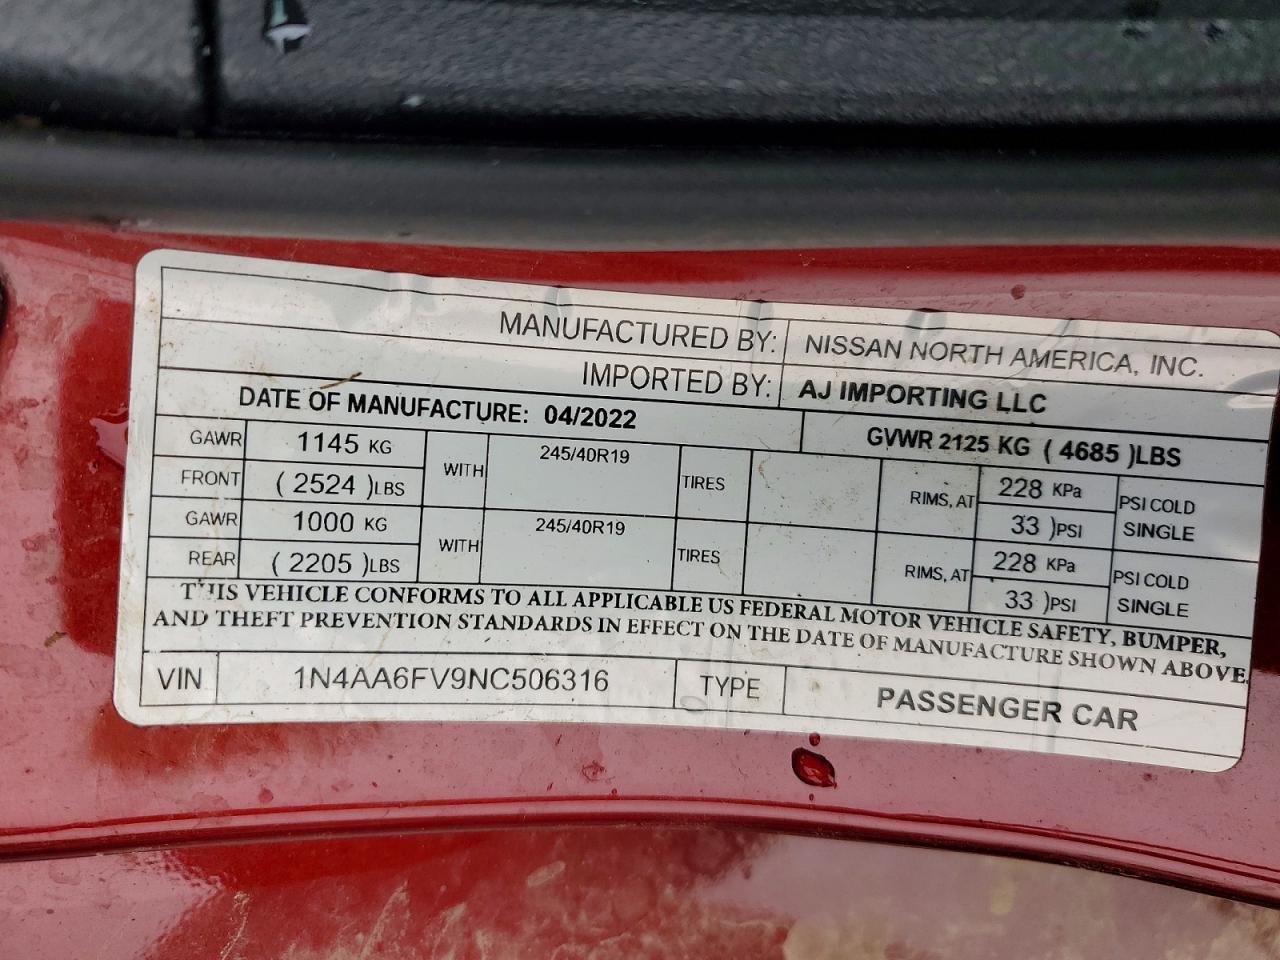 MANUFACTURED BY: NISSAN NORTH AMERICA, INC.
IMPORTED BY: AJ IMPORTING LLC
DATE OF MANUFACTURE: 04/2022 GVWR 2125 KG ( 4685 )LBS
GAWR 1145 KG WITH 245/40R19 TIRES RIMS, AT 228 KPa PSI COLD
FRONT ( 2524 )LBS 33 )PSI SINGLE
GAWR 1000 KG WITH 245/40R19 TIRES RIMS, AT 228 KPa PSI COLD
REAR ( 2205 )LBS 33 )PSI SINGLE
THIS VEHICLE CONFORMS TO ALL APPLICABLE US FEDERAL MOTOR VEHICLE SAFETY, BUMPER,
AND THEFT PREVENTION STANDARDS IN EFFECT ON THE DATE OF MANUFACTURE SHOWN ABOVE.
VIN 1N4AA6FV9NC506316 TYPE PASSENGER CAR